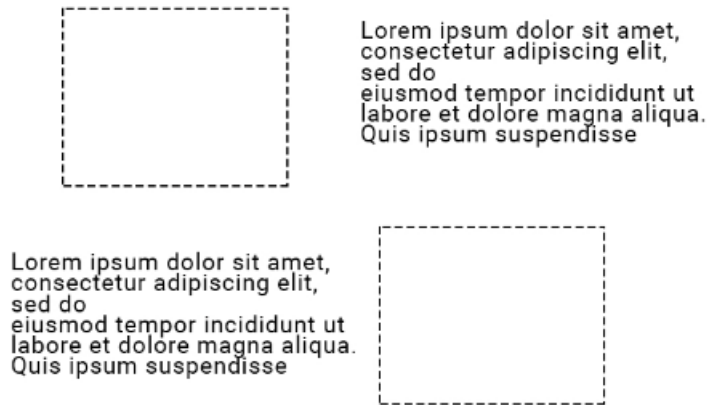 Lorem ipsum dolor sit amet,
consectetur adipiscing elit,
sed do
eiusmod tempor incididunt ut
labore et dolore magna aliqua.
Quis ipsum suspendisse
Lorem ipsum dolor sit amet,
consectetur adipiscing elit,
sed do
eiusmod tempor incididunt ut
labore et dolore magna aliqua.
Quis ipsum suspendisse